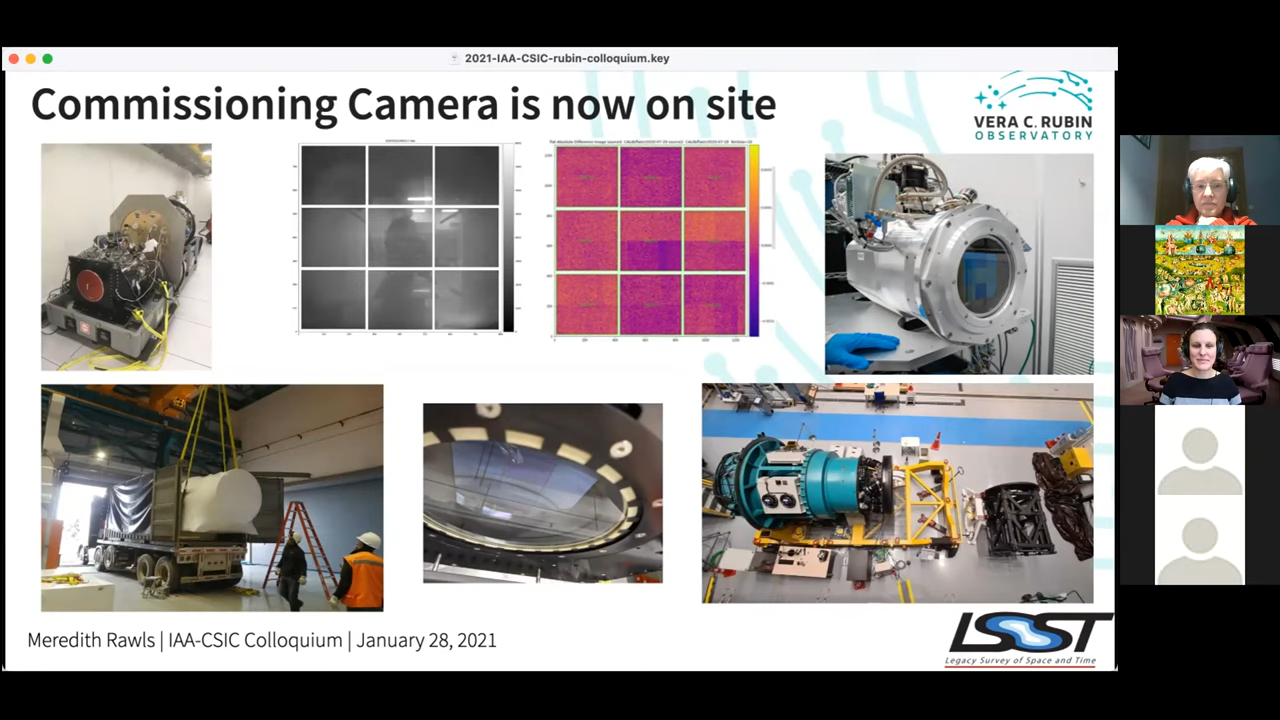 2021-IAA-CSIC-rubin-colloquium.key
Commissioning Camera is now on site
VERA C. RUBIN
OBSERVATORY
Meredith Rawls | IAA-CSIC Colloquium | January 28, 2021
LSST
Legacy Survey of Space and Time